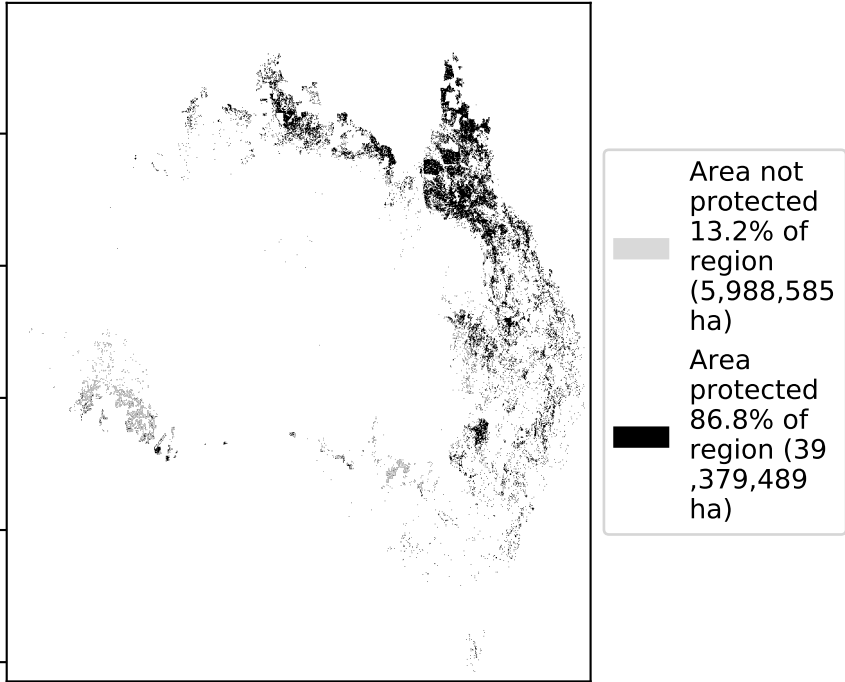 Area not
protected
13.2% of
region
(5,988,585
ha)
Area
protected
86.8% of
region (39
,379,489
ha)